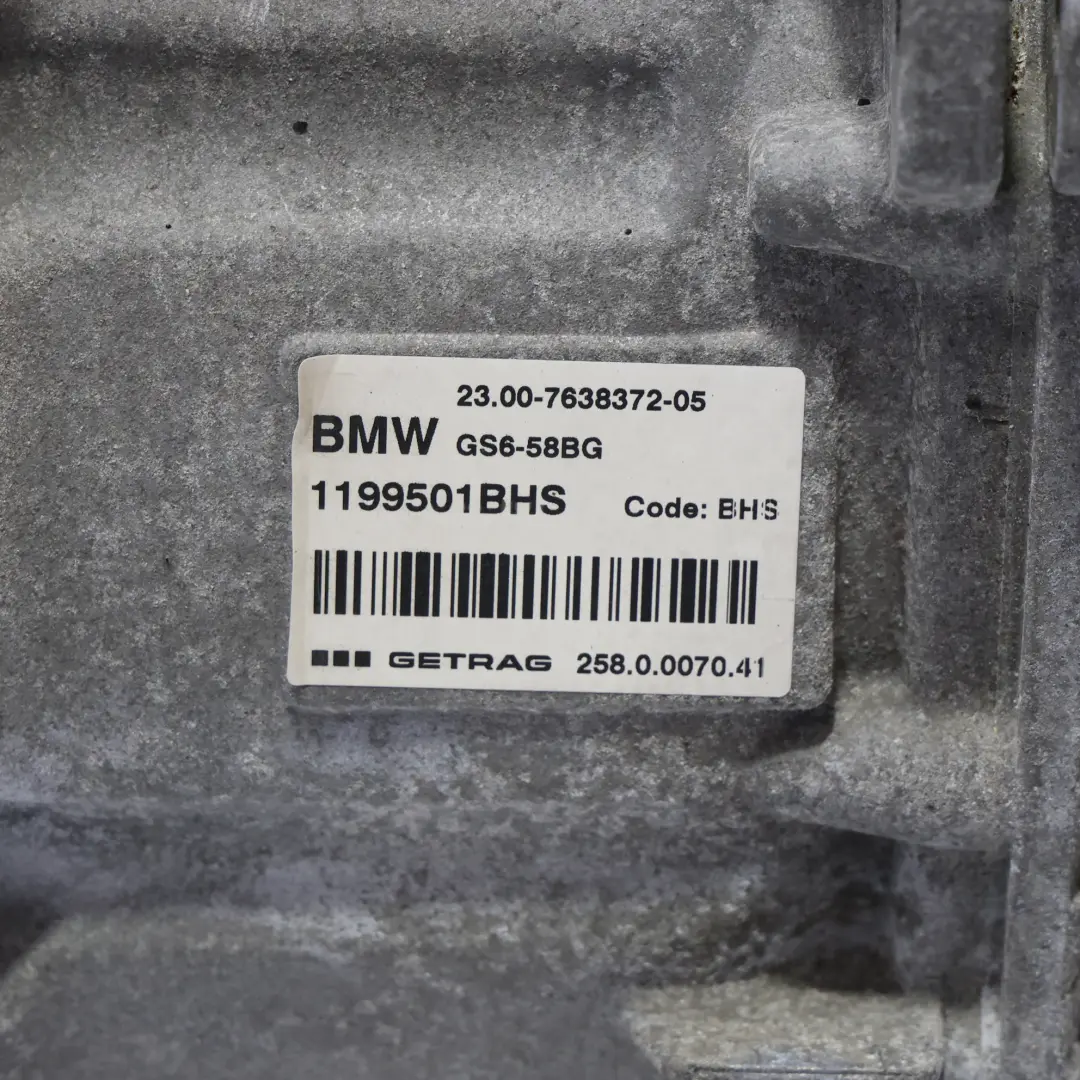 23.00-7638372-05
BMW GS6-58BG
1199501BHS Code: BHS
GETRAG 258.0.0070.41